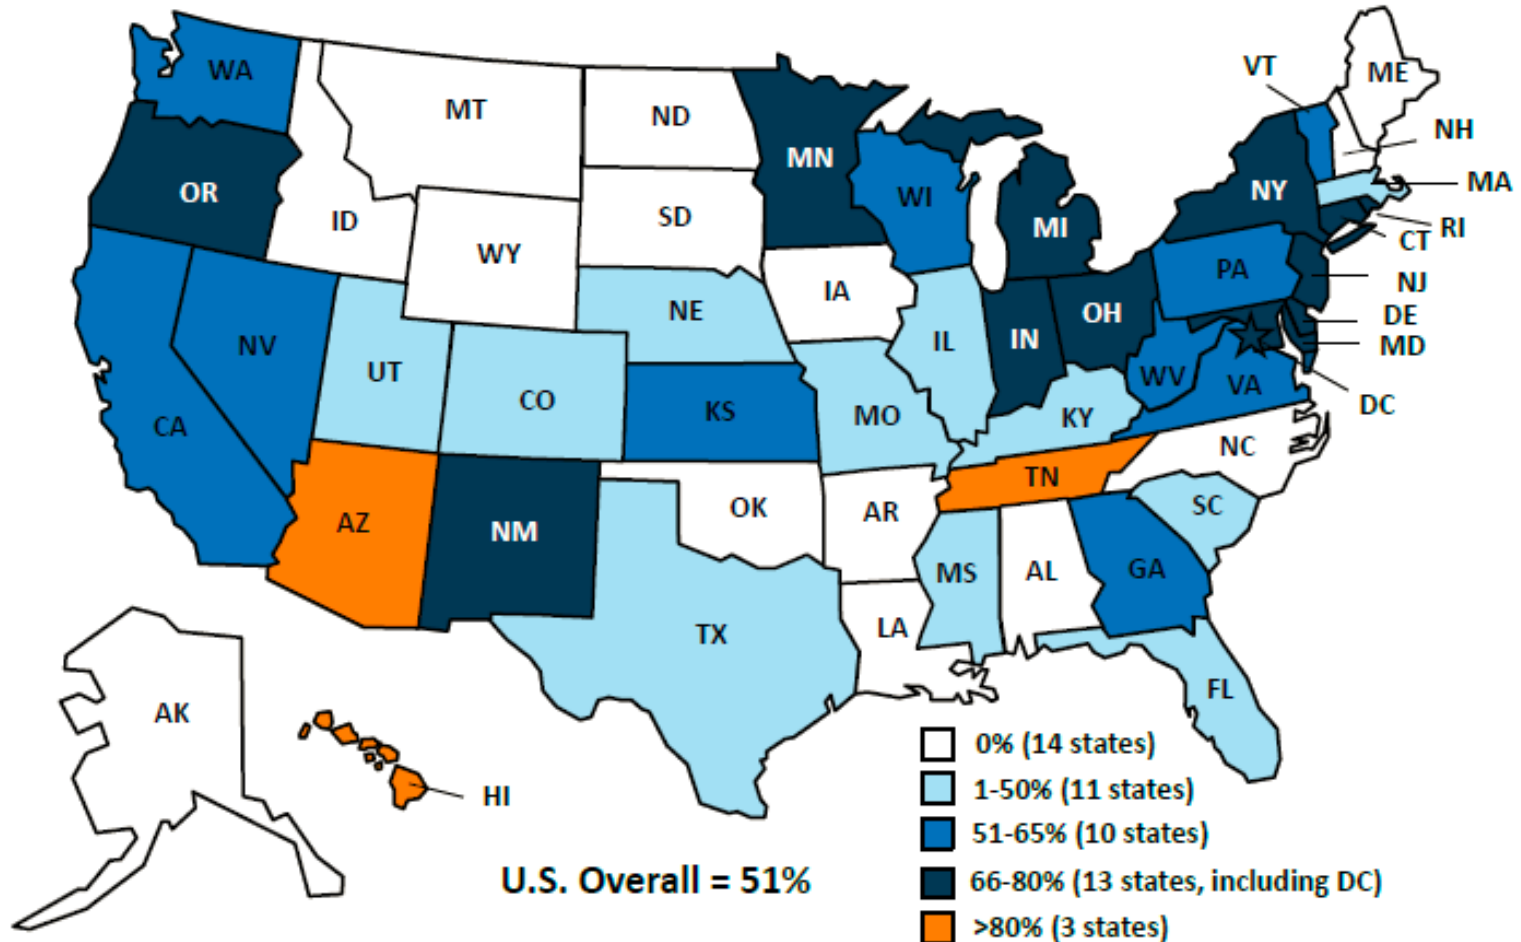 VT
ME
WA
MT
ND
NH
MN
OR
WI
NY
MA
ID
SD
MI
RI
WY
CT
PA
NJ
IA
NE
OH
DE
NV
IN
IL
MD
UT
CO
WV
VA
KS
DC
CA
MO
KY
NC
TN
OK
SC
AZ
NM
AR
MS
AL
GA
TX
LA
FL
AK
HI
0% (14 states)
1-50% (11 states)
51-65% (10 states)
U.S. Overall = 51%
66-80% (13 states, including DC)
>80% (3 states)